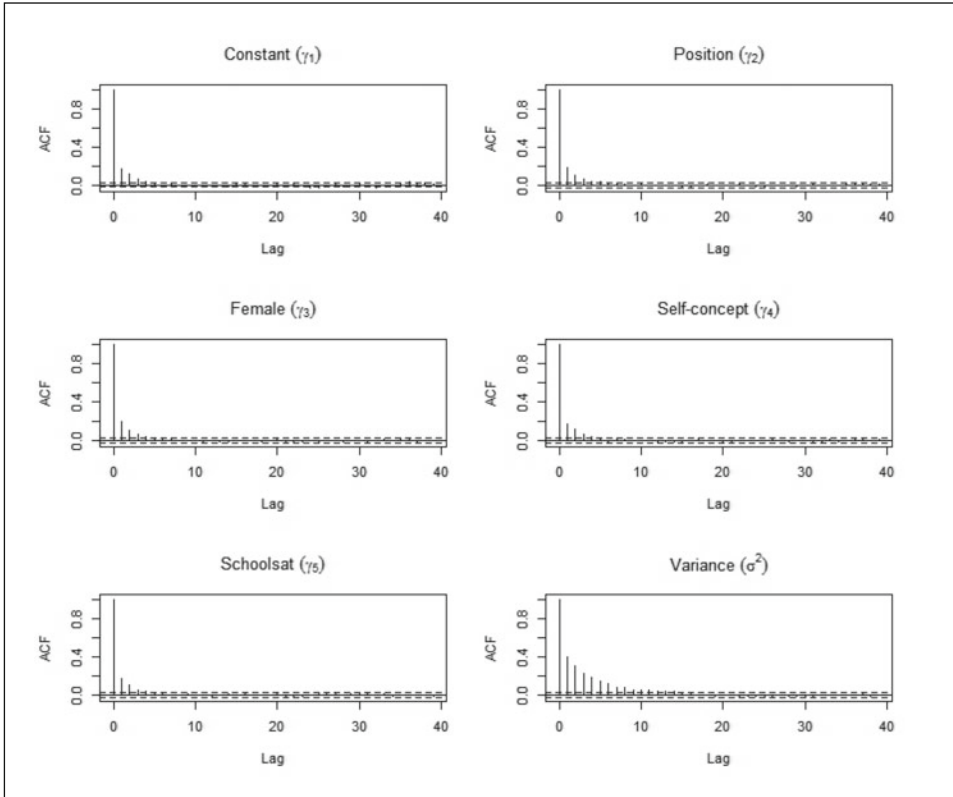 Constant (γ1)
Position (γ2)
ACF
0.0 0.4 0.8
0 10 20 30 40
Lag
ACF
0.0 0.4 0.8
0 10 20 30 40
Lag
Female (γ3)
Self-concept (γ4)
ACF
0.0 0.4 0.8
0 10 20 30 40
Lag
ACF
0.0 0.4 0.8
0 10 20 30 40
Lag
Schoolsat (γ5)
Variance (σ²)
ACF
0.0 0.4 0.8
0 10 20 30 40
Lag
ACF
0.0 0.4 0.8
0 10 20 30 40
Lag